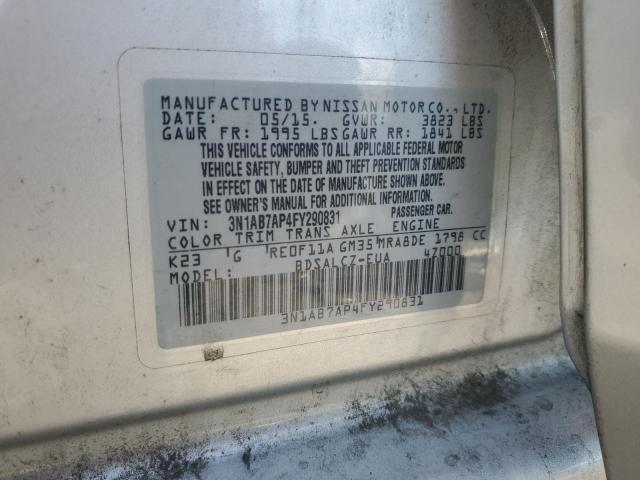 MANUFACTURED BY NISSAN MOTOR CO., LTD.
DATE: 05/15. GVWR: 3823 LBS
GAWR FR: 1995 LBS GAWR RR: 1841 LBS
THIS VEHICLE CONFORMS TO ALL APPLICABLE FEDERAL MOTOR
VEHICLE SAFETY, BUMPER AND THEFT PREVENTION STANDARDS
IN EFFECT ON THE DATE OF MANUFACTURE SHOWN ABOVE.
SEE OWNER'S MANUAL FOR ADDITIONAL INFORMATION
VIN: 3N1AB7AP4FY290831 PASSENGER CAR.
COLOR TRIM TRANS AXLE ENGINE
K23 'G RE0F11A GM35 MRA8DE 1798 CC
MODEL: BDSALCZ-EUA 4Z000
3N1AB7AP4FY290831